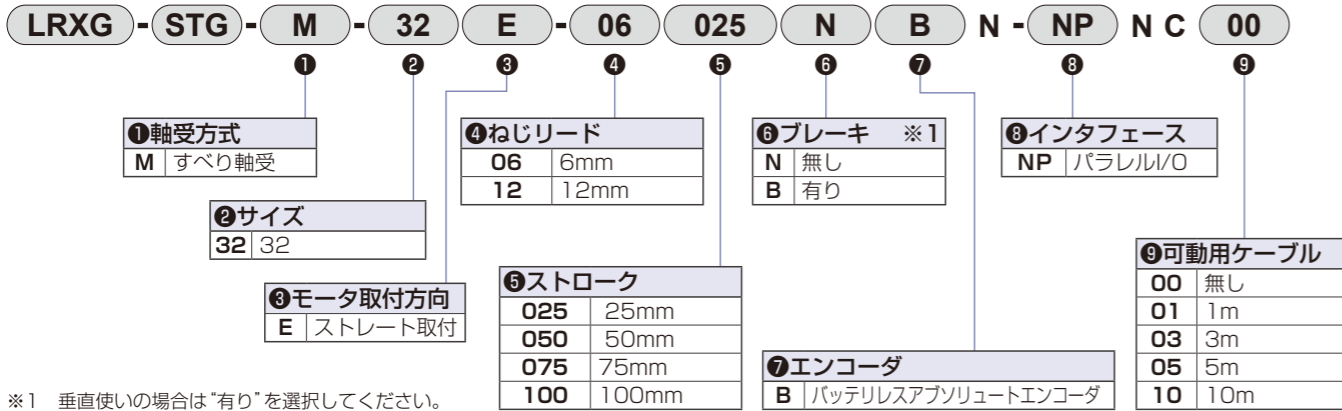 LRXG-STG-M-32E-06025NBN-NPNC00
❶ ❷ ❸ ❹ ❺ ❻ ❼ ❽ ❾
❶軸受方式
M すべり軸受
❷サイズ
32 32
❸モータ取付方向
E ストレート取付
❹ねじリード
06 6mm
12 12mm
❺ストローク
025 25mm
050 50mm
075 75mm
100 100mm
❻ブレーキ ※1
N 無し
B 有り
❼エンコーダ
B バッテリレスアブソリュートエンコーダ
❽インタフェース
NP パラレルI/O
❾可動用ケーブル
00 無し
01 1m
03 3m
05 5m
10 10m
※1 垂直使いの場合は“有り”を選択してください。